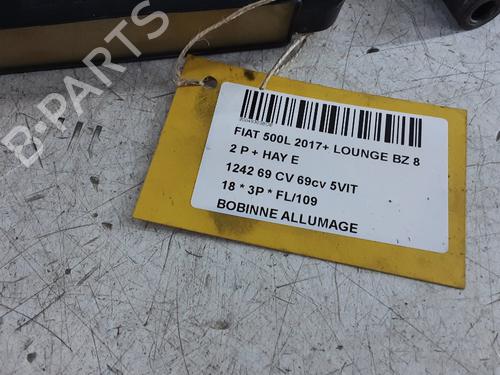 B-PARTS
FIAT 500L 2017+ LOUNGE BZ 8
2 P + HAY E
1242 69 CV 69cv 5VIT
18 * 3P * FL/109
BOBINNE ALLUMAGE